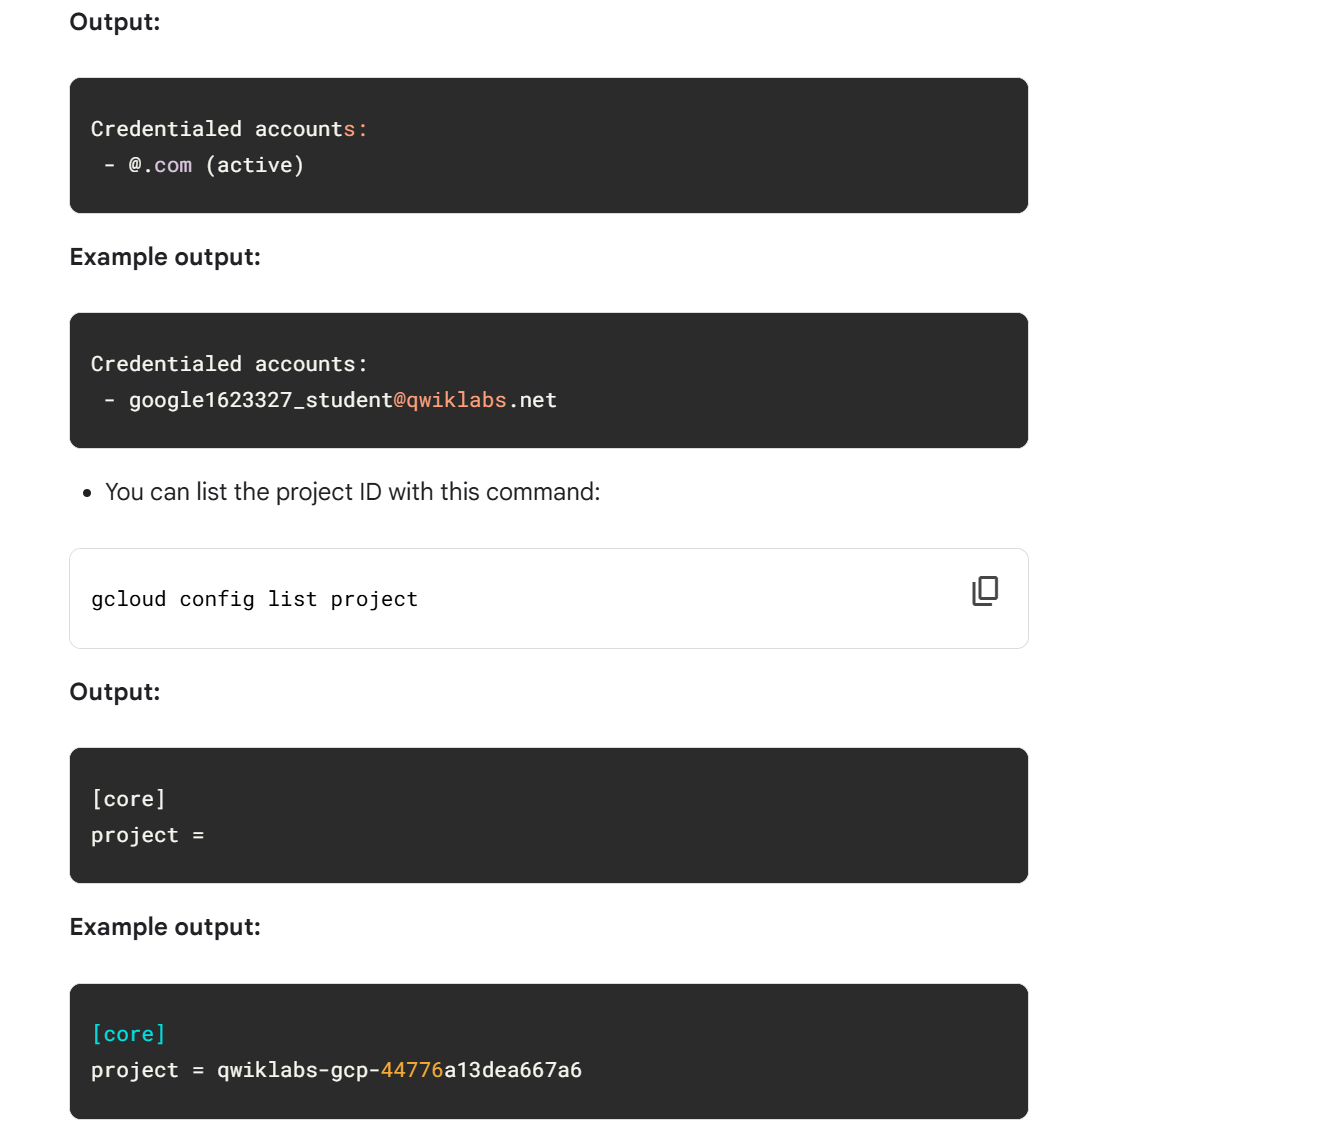 Output:
Credentialed accounts:
- @.com (active)
Example output:
Credentialed accounts:
- google1623327_student@qwiklabs.net
• You can list the project ID with this command:
gcloud config list project
Output:
[core]
project =
Example output:
[core]
project = qwiklabs-gcp-44776a13dea667a6